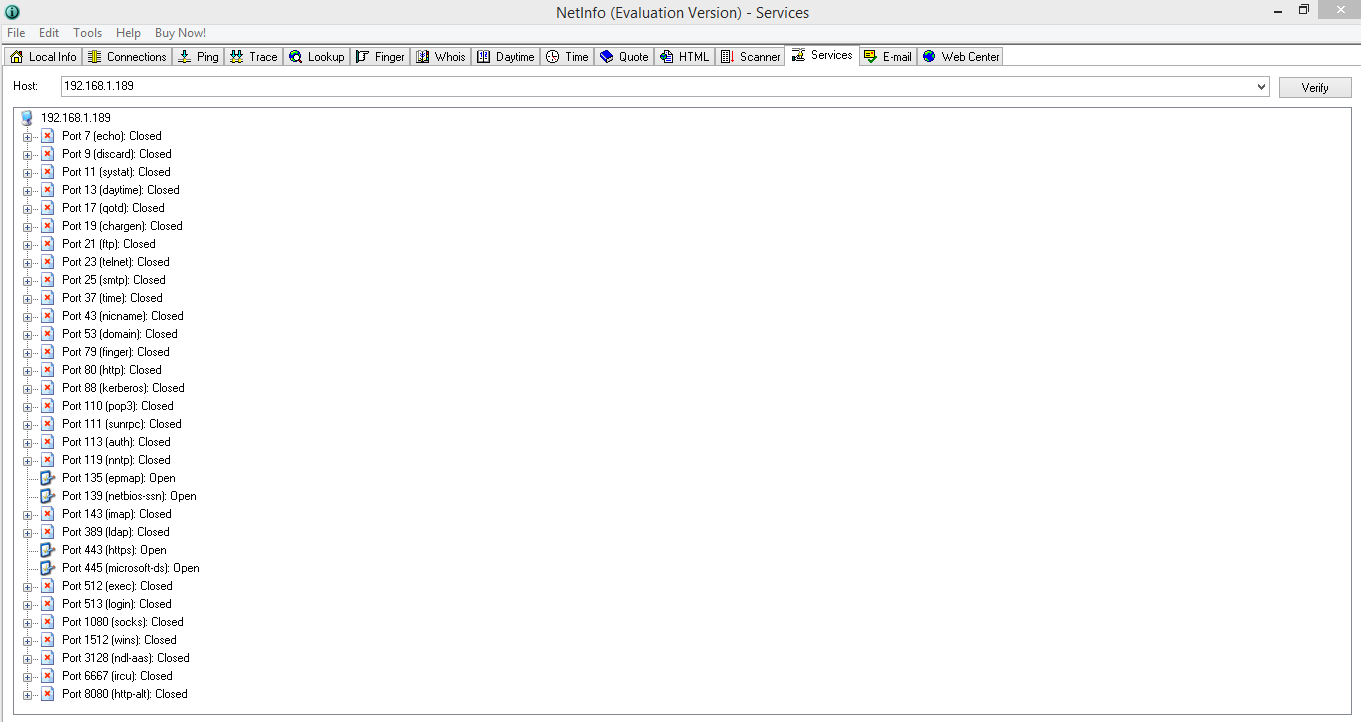 NetInfo (Evaluation Version) - Services
File Edit Tools Help Buy Now!
Local Info Connections Ping Trace Lookup Finger Whois Daytime Time Quote HTML Scanner Services E-mail Web Center
Host: 192.168.1.189 Verify
192.168.1.189
Port 7 (echo): Closed
Port 9 (discard): Closed
Port 11 (systat): Closed
Port 13 (daytime): Closed
Port 17 (qotd): Closed
Port 19 (chargen): Closed
Port 21 (ftp): Closed
Port 23 (telnet): Closed
Port 25 (smtp): Closed
Port 37 (time): Closed
Port 43 (nicname): Closed
Port 53 (domain): Closed
Port 79 (finger): Closed
Port 80 (http): Closed
Port 88 (kerberos): Closed
Port 110 (pop3): Closed
Port 111 (sunrpc): Closed
Port 113 (auth): Closed
Port 119 (nntp): Closed
Port 135 (epmap): Open
Port 139 (netbios-ssn): Open
Port 143 (imap): Closed
Port 389 (ldap): Closed
Port 443 (https): Open
Port 445 (microsoft-ds): Open
Port 512 (exec): Closed
Port 513 (login): Closed
Port 1080 (socks): Closed
Port 1512 (wins): Closed
Port 3128 (ndl-aas): Closed
Port 6667 (ircu): Closed
Port 8080 (http-alt): Closed